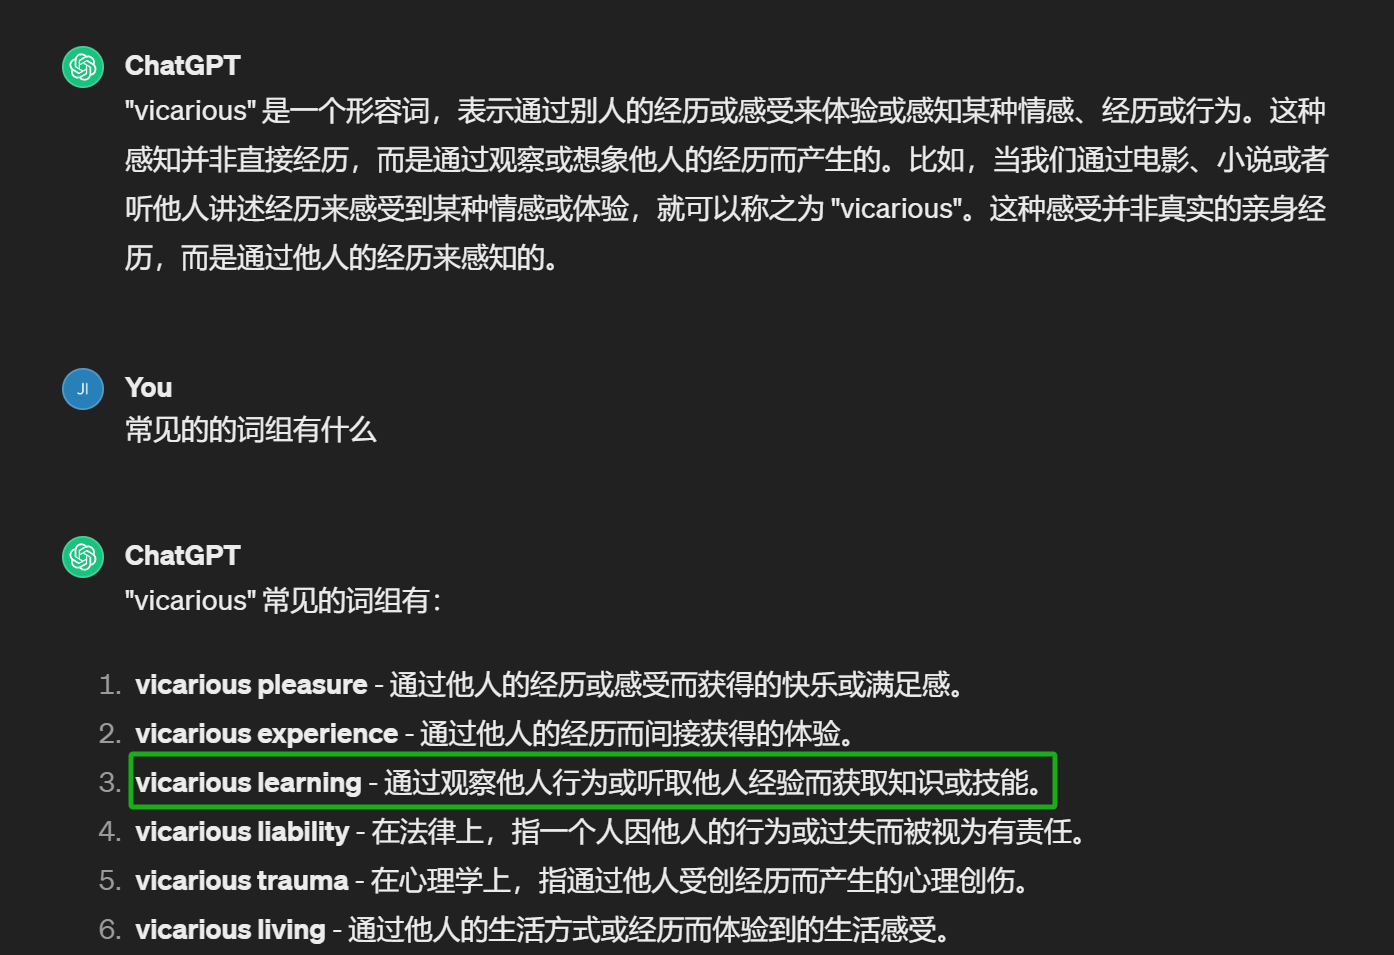 ChatGPT
"vicarious" 是一个形容词，表示通过别人的经历或感受来体验或感知某种情感、经历或行为。这种
感知并非直接经历，而是通过观察或想象他人的经历而产生的。比如，当我们通过电影、小说或者
听他人讲述经历来感受到某种情感或体验，就可以称之为 "vicarious"。这种感受并非真实的亲身经
历，而是通过他人的经历来感知的。
JI
You
常见的的词组有什么
ChatGPT
"vicarious" 常见的词组有：
1. vicarious pleasure - 通过他人的经历或感受而获得的快乐或满足感。
2. vicarious experience - 通过他人的经历而间接获得的体验。
3. vicarious learning - 通过观察他人行为或听取他人经验而获取知识或技能。
4. vicarious liability - 在法律上，指一个人因他人的行为或过失而被视为有责任。
5. vicarious trauma - 在心理学上，指通过他人受创经历而产生的心理创伤。
6. vicarious living - 通过他人的生活方式或经历而体验到的生活感受。